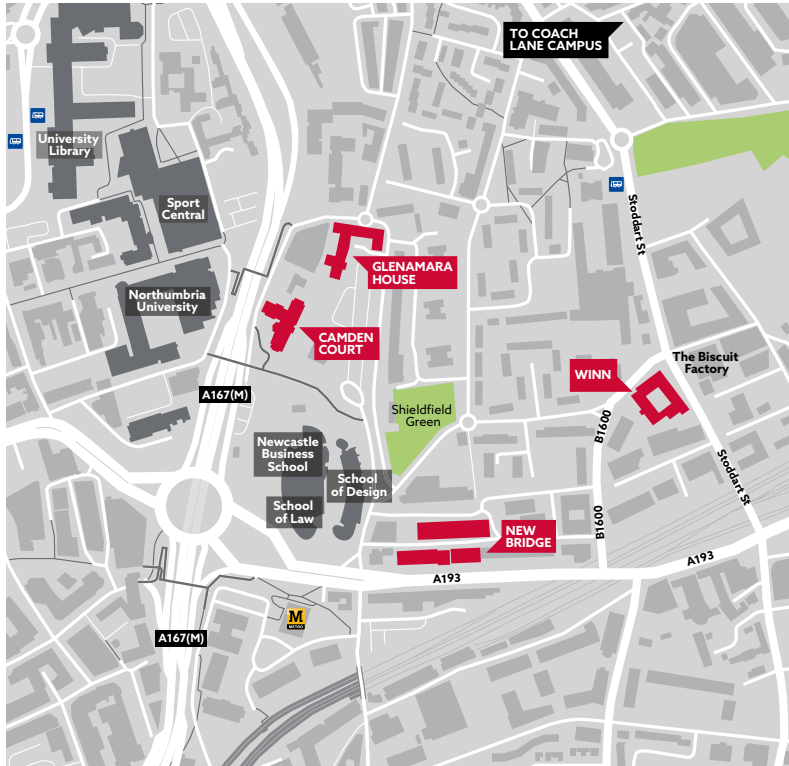 TO COACH
LANE CAMPUS
University
Library
Sport
Central
Stoddart St
GLENAMARA
HOUSE
Northumbria
University
CAMDEN
COURT
The Biscuit
Factory
WINN
A167(M)
Shieldfield
Green
B1600
Newcastle
Business
School
School
of Design
Stoddart St
School
of Law
B1600
NEW
BRIDGE
A193
A193
M
METRO
A167(M)